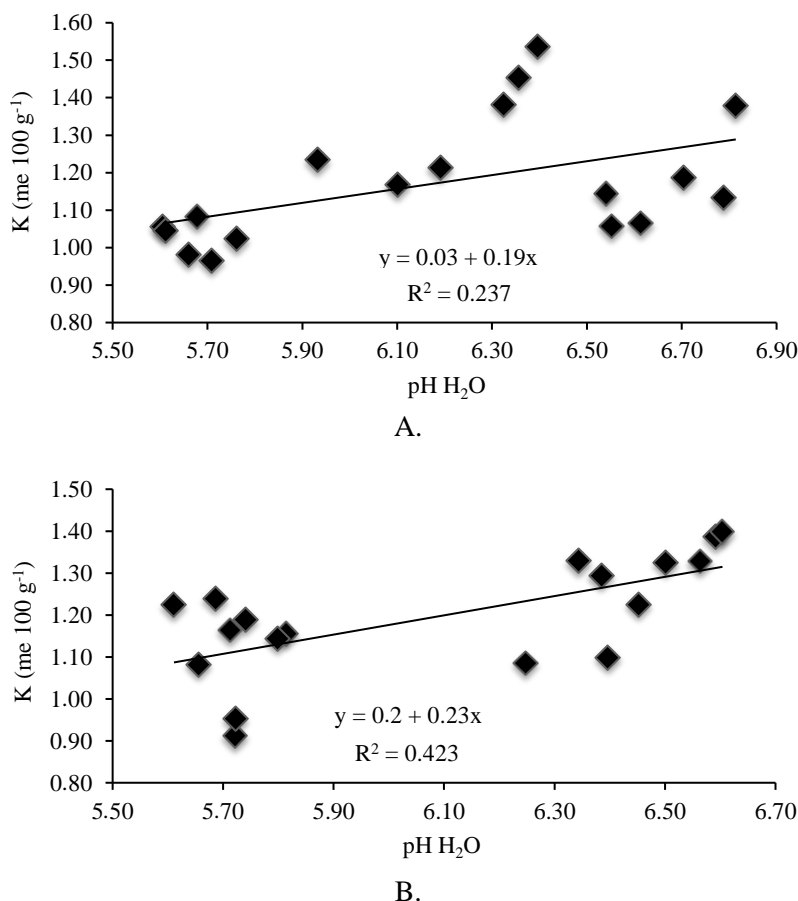 1.60
1.50
1.40
1.30
1.20
1.10
1.00
0.90
0.80
K (me 100 g⁻¹)
y = 0.03 + 0.19x
R² = 0.237
5.50 5.70 5.90 6.10 6.30 6.50 6.70 6.90
pH H₂O
A.
1.50
1.40
1.30
1.20
1.10
1.00
0.90
0.80
K (me 100 g⁻¹)
y = 0.2 + 0.23x
R² = 0.423
5.50 5.70 5.90 6.10 6.30 6.50 6.70
pH H₂O
B.